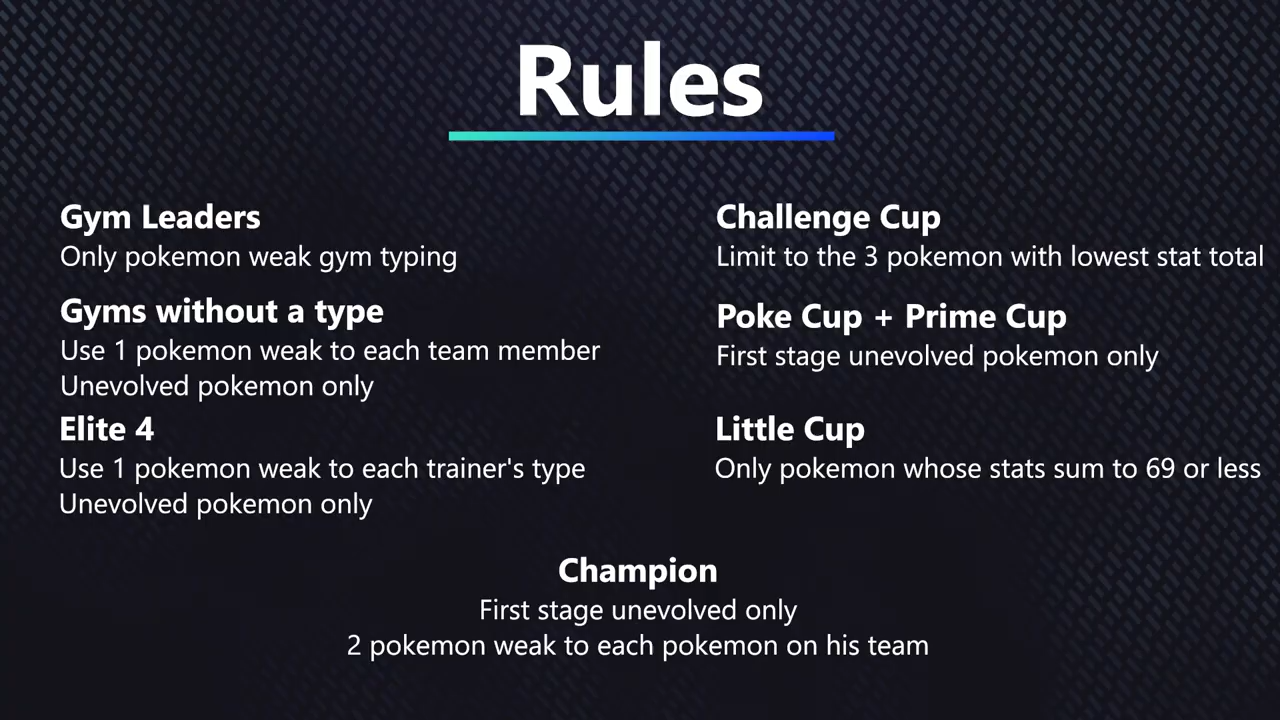 Rules
Gym Leaders
Only pokemon weak gym typing
Gyms without a type
Use 1 pokemon weak to each team member
Unevolved pokemon only
Elite 4
Use 1 pokemon weak to each trainer's type
Unevolved pokemon only
Challenge Cup
Limit to the 3 pokemon with lowest stat total
Poke Cup + Prime Cup
First stage unevolved pokemon only
Little Cup
Only pokemon whose stats sum to 69 or less
Champion
First stage unevolved only
2 pokemon weak to each pokemon on his team